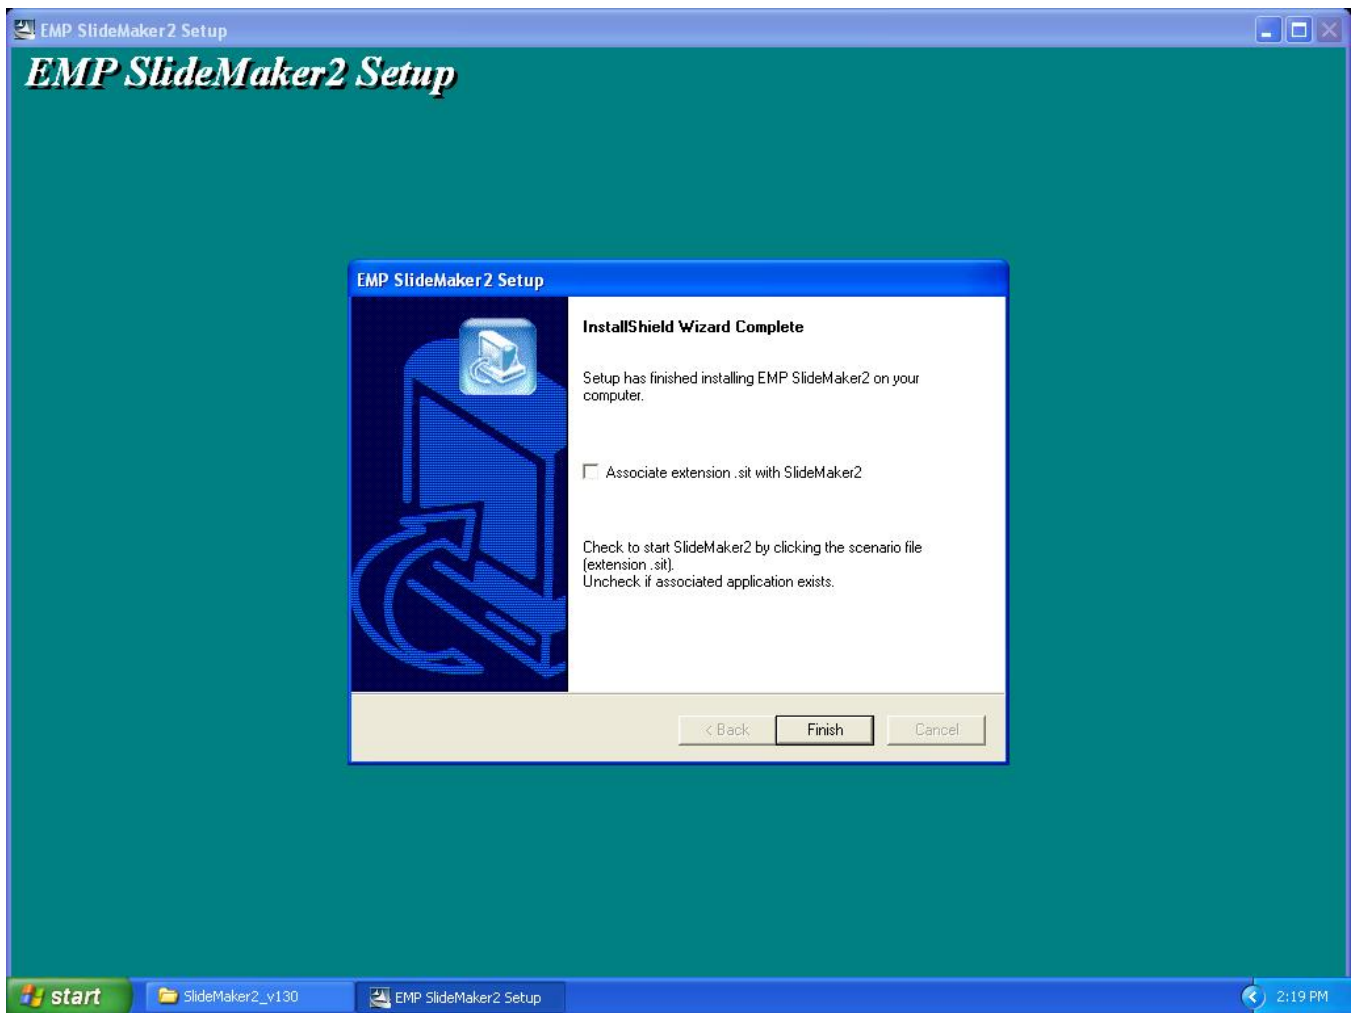 EMP SlideMaker2 Setup
EMP SlideMaker2 Setup
EMP SlideMaker2 Setup
InstallShield Wizard Complete
Setup has finished installing EMP SlideMaker2 on your
computer.
Associate extension .sit with SlideMaker2
Check to start SlideMaker2 by clicking the scenario file
(extension .sit).
Uncheck if associated application exists.
< Back Finish Cancel
start SlideMaker2_v130 EMP SlideMaker2 Setup 2:19 PM